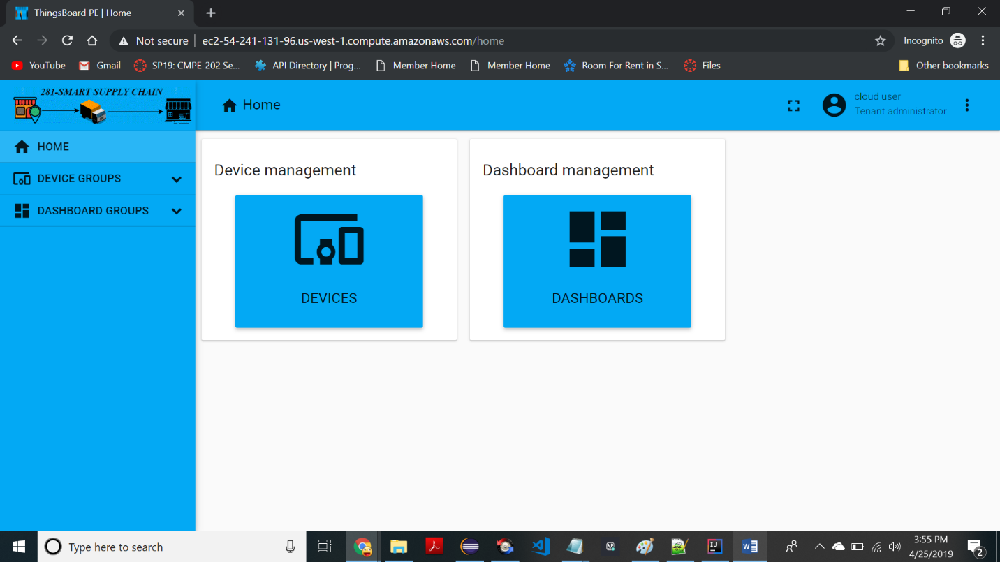 ThingsBoard PE | Home
Not secure | ec2-54-241-131-96.us-west-1.compute.amazonaws.com/home
Incognito
YouTube
Gmail
SP19: CMPE-202 Se...
API Directory | Prog...
Member Home
Member Home
Room For Rent in S...
Files
Other bookmarks
281-SMART SUPPLY CHAIN
Home
cloud user
Tenant administrator
HOME
DEVICE GROUPS
DASHBOARD GROUPS
Device management
DEVICES
Dashboard management
DASHBOARDS
Type here to search
3:55 PM
4/25/2019
2